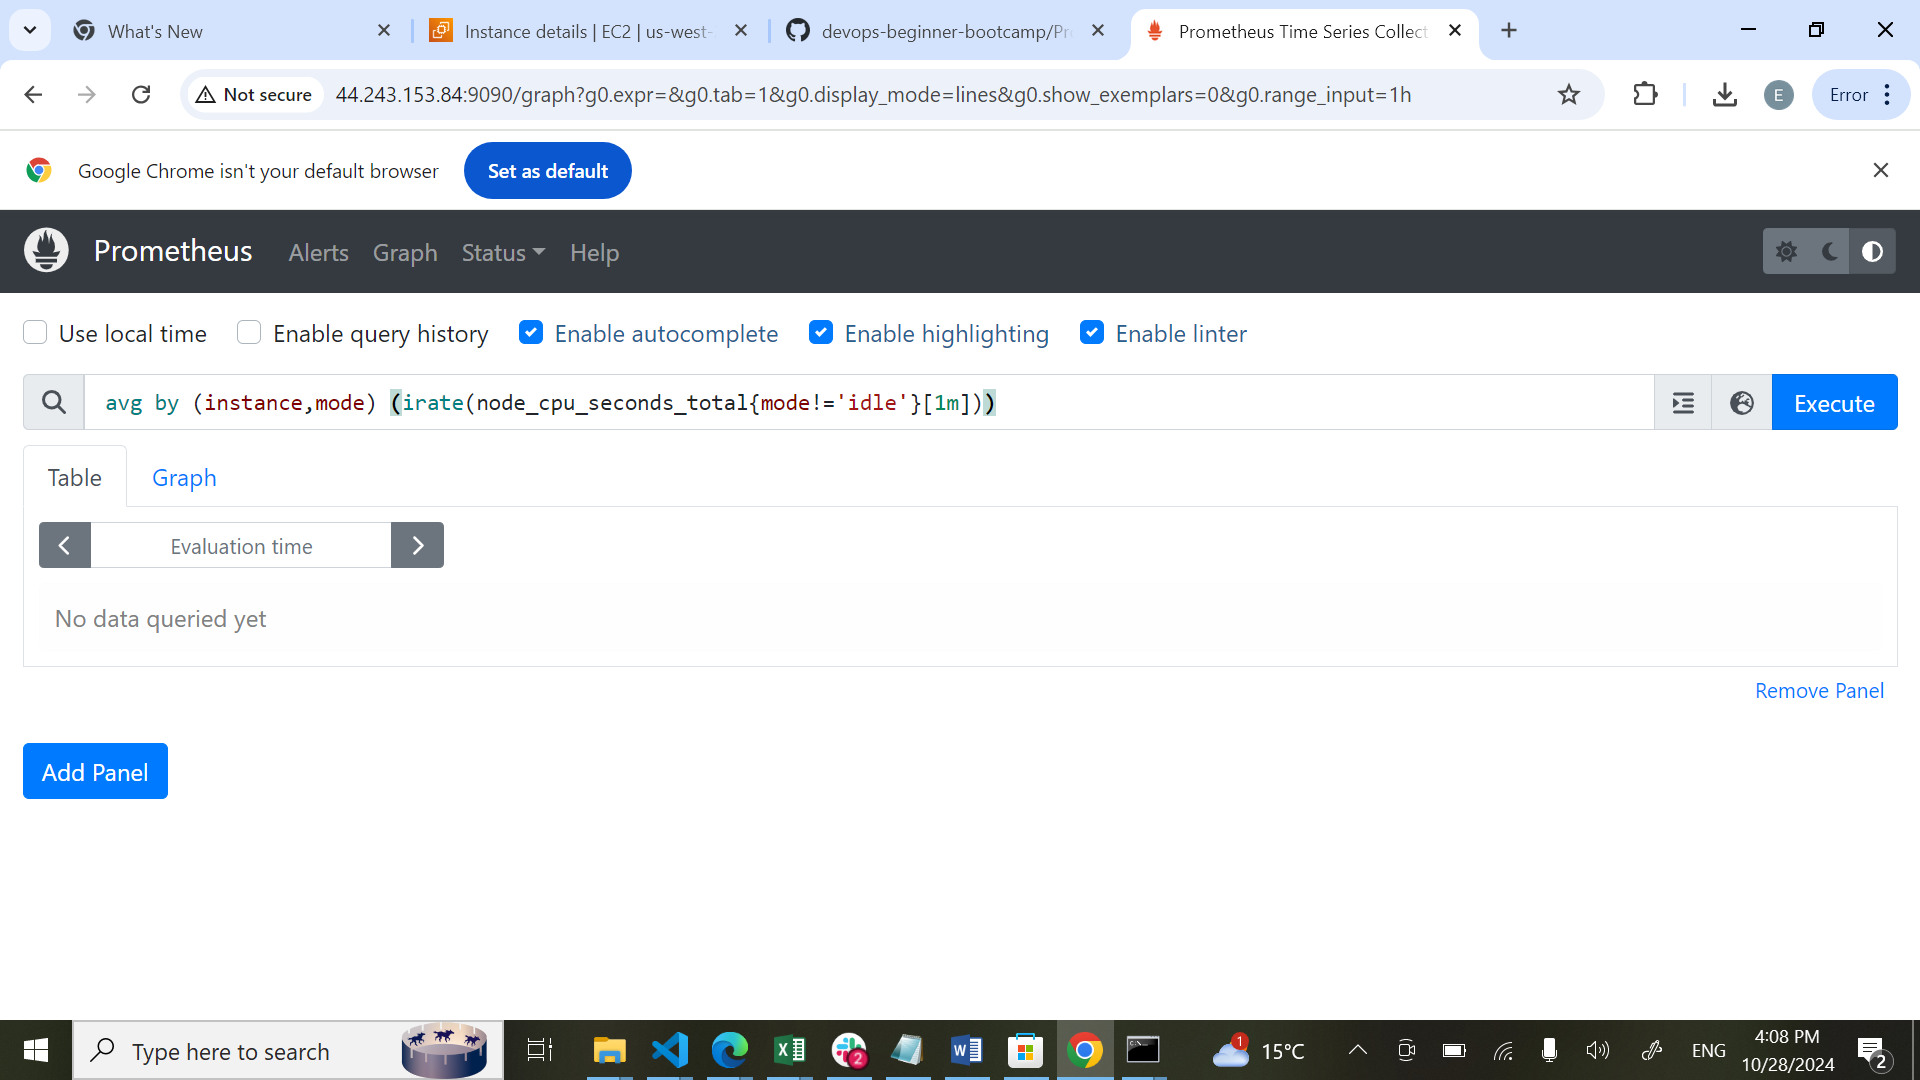 What's New
Instance details | EC2 | us-west-
devops-beginner-bootcamp/Pr
Prometheus Time Series Collect
Not secure
44.243.153.84:9090/graph?g0.expr=&g0.tab=1&g0.display_mode=lines&g0.show_exemplars=0&g0.range_input=1h
E
Error
Google Chrome isn't your default browser
Set as default
Prometheus
Alerts
Graph
Status
Help
Use local time
Enable query history
Enable autocomplete
Enable highlighting
Enable linter
avg by (instance,mode) (irate(node_cpu_seconds_total{mode!='idle'}[1m]))
Execute
Table
Graph
Evaluation time
No data queried yet
Remove Panel
Add Panel
Type here to search
2
1
15°C
ENG
4:08 PM
10/28/2024
2